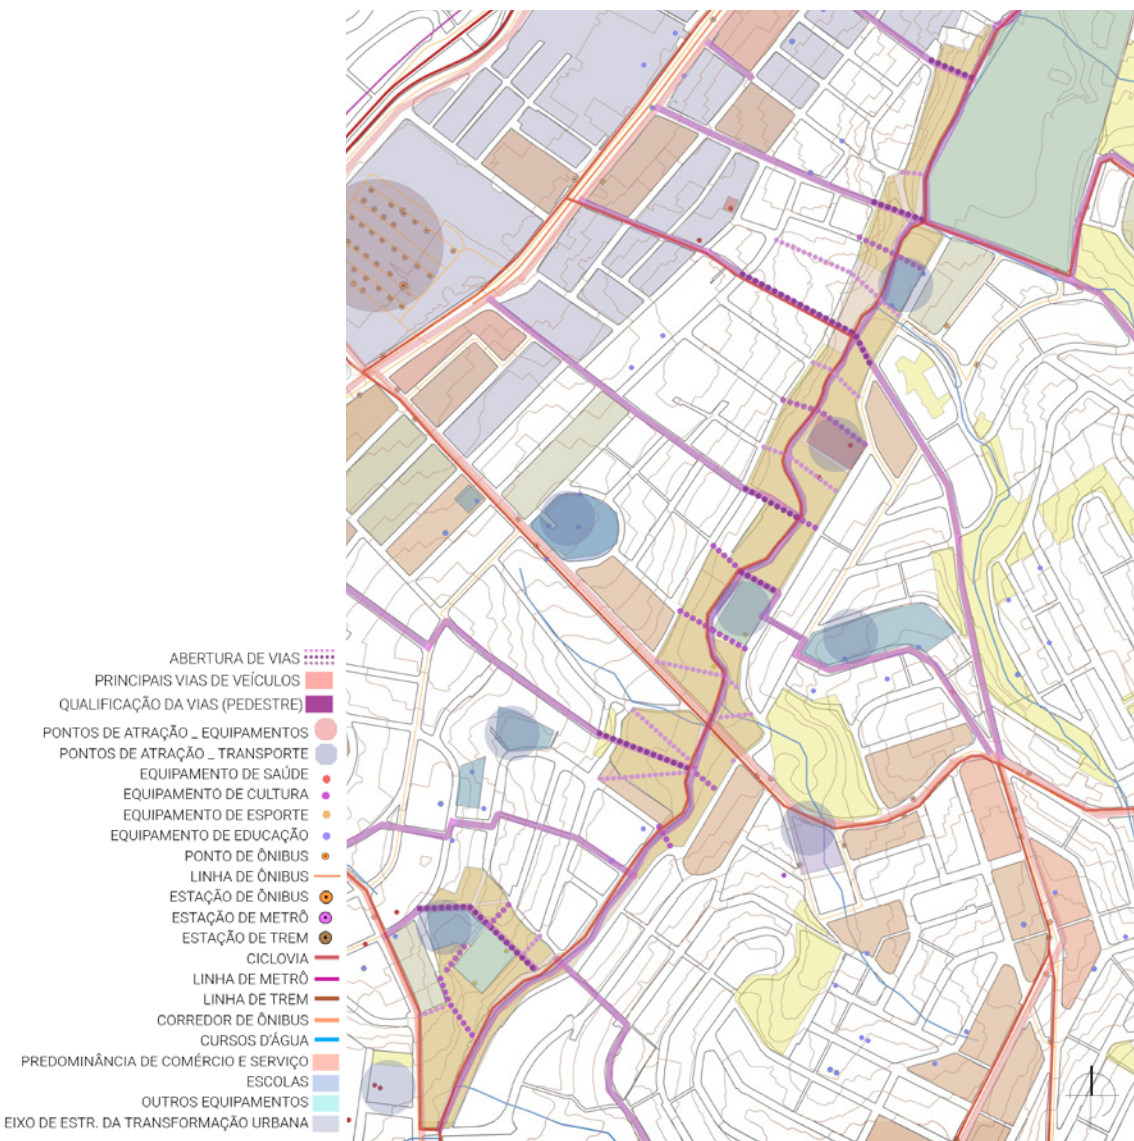 ABERTURA DE VIAS
PRINCIPAIS VIAS DE VEÍCULOS
QUALIFICAÇÃO DA VIAS (PEDESTRE)
PONTOS DE ATRAÇÃO _ EQUIPAMENTOS
PONTOS DE ATRAÇÃO _ TRANSPORTE
EQUIPAMENTO DE SAÚDE
EQUIPAMENTO DE CULTURA
EQUIPAMENTO DE ESPORTE
EQUIPAMENTO DE EDUCAÇÃO
PONTO DE ÔNIBUS
LINHA DE ÔNIBUS
ESTAÇÃO DE ÔNIBUS
ESTAÇÃO DE METRÔ
ESTAÇÃO DE TREM
CICLOVIA
LINHA DE METRÔ
LINHA DE TREM
CORREDOR DE ÔNIBUS
CURSOS D'ÁGUA
PREDOMINÂNCIA DE COMÉRCIO E SERVIÇO
ESCOLAS
OUTROS EQUIPAMENTOS
EIXO DE ESTR. DA TRANSFORMAÇÃO URBANA